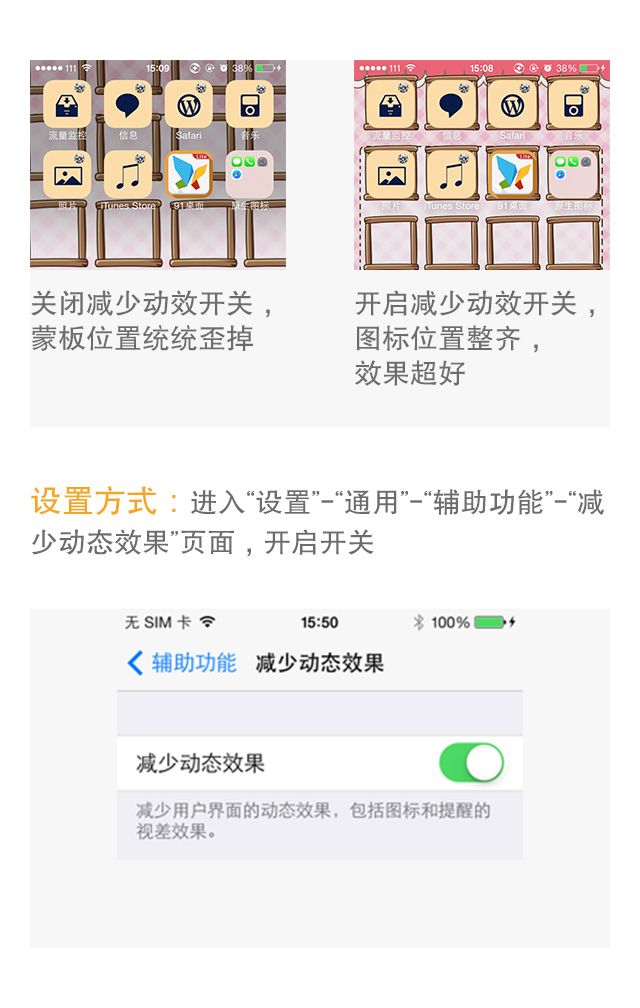 111 15:09 38%
流量监控 信息 Safari 音乐
Lite
照片 iTunes Store 91桌面 原生图标
关闭减少动效开关，
蒙板位置统统歪掉
111 15:08 38%
流量监控 信息 Safari 音乐
Lite
照片 iTunes Store 91桌面 原生图标
开启减少动效开关，
图标位置整齐，
效果超好
设置方式：进入“设置”-“通用”-“辅助功能”-“减
少动态效果”页面，开启开关
无 SIM 卡 15:50 100%
辅助功能 减少动态效果
减少动态效果
减少用户界面的动态效果，包括图标和提醒的
视差效果。